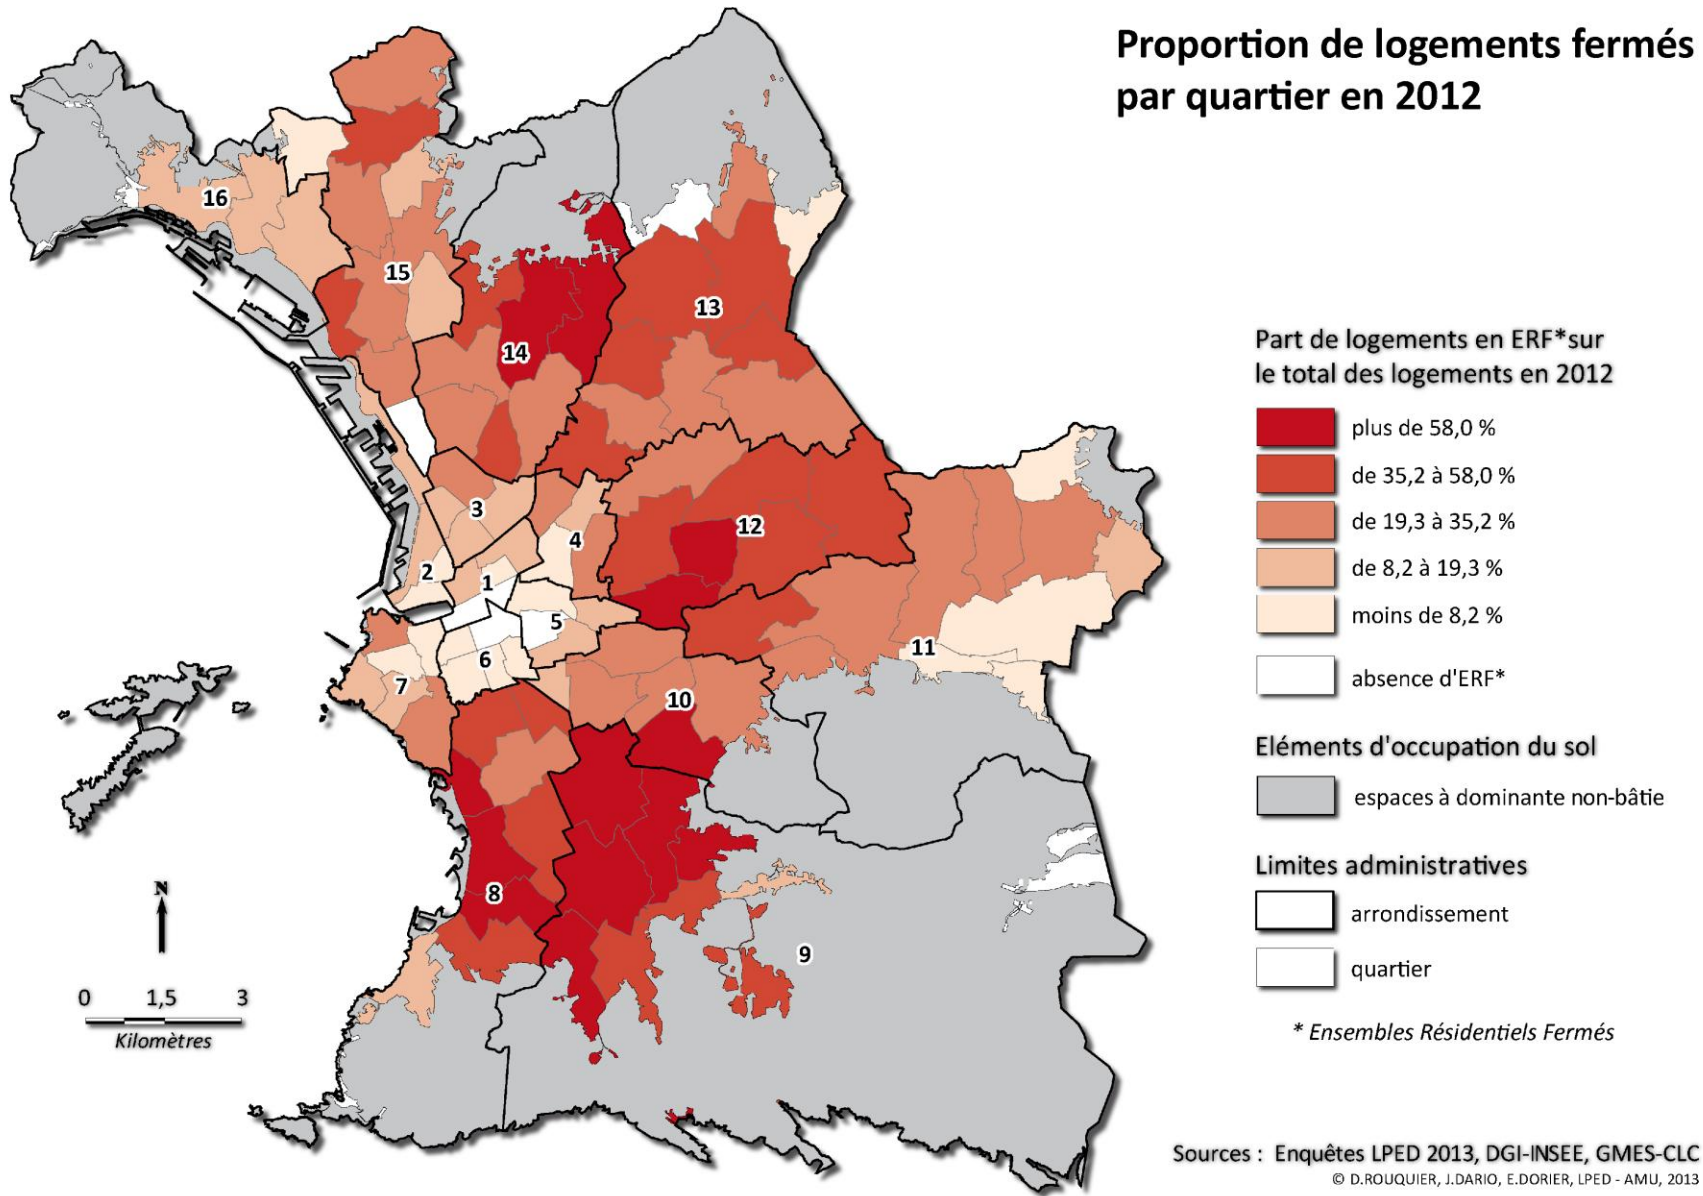 Proportion de logements fermés
par quartier en 2012
16
15
13
14
12
3
4
2
1
5
11
6
7
10
8
9
Part de logements en ERF*sur
le total des logements en 2012
plus de 58,0 %
de 35,2 à 58,0 %
de 19,3 à 35,2 %
de 8,2 à 19,3 %
moins de 8,2 %
absence d'ERF*
Eléments d'occupation du sol
espaces à dominante non-bâtie
Limites administratives
arrondissement
quartier
* Ensembles Résidentiels Fermés
N
0 1,5 3
Kilomètres
Sources : Enquêtes LPED 2013, DGI-INSEE, GMES-CLC
© D.ROUQUIER, J.DARIO, E.DORIER, LPED - AMU, 2013